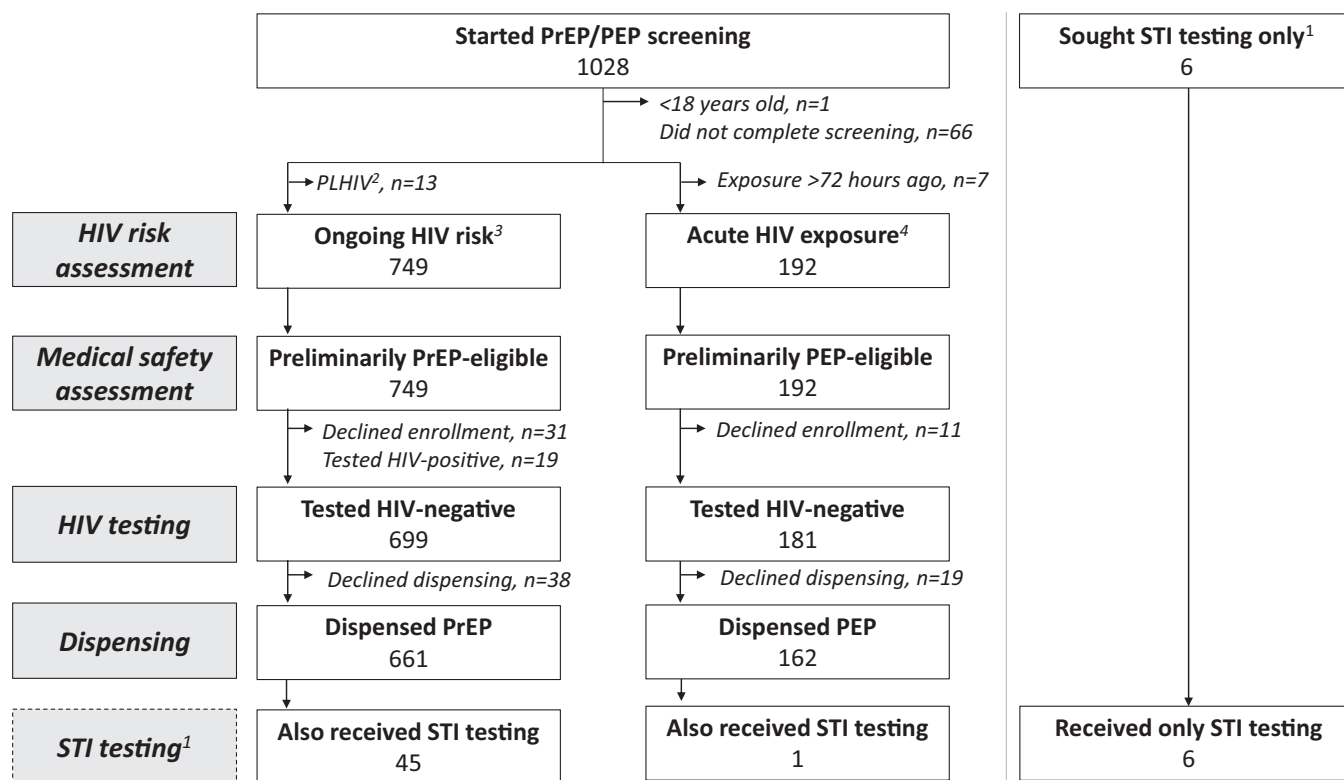 Started PrEP/PEP screening
1028
Sought STI testing only¹
6
<18 years old, n=1
Did not complete screening, n=66
PLHIV², n=13
Exposure >72 hours ago, n=7
HIV risk
assessment
Ongoing HIV risk³
749
Acute HIV exposure⁴
192
Medical safety
assessment
Preliminarily PrEP-eligible
749
Preliminarily PEP-eligible
192
Declined enrollment, n=31
Tested HIV-positive, n=19
Declined enrollment, n=11
HIV testing
Tested HIV-negative
699
Tested HIV-negative
181
Declined dispensing, n=38
Declined dispensing, n=19
Dispensing
Dispensed PrEP
661
Dispensed PEP
162
STI testing¹
Also received STI testing
45
Also received STI testing
1
Received only STI testing
6